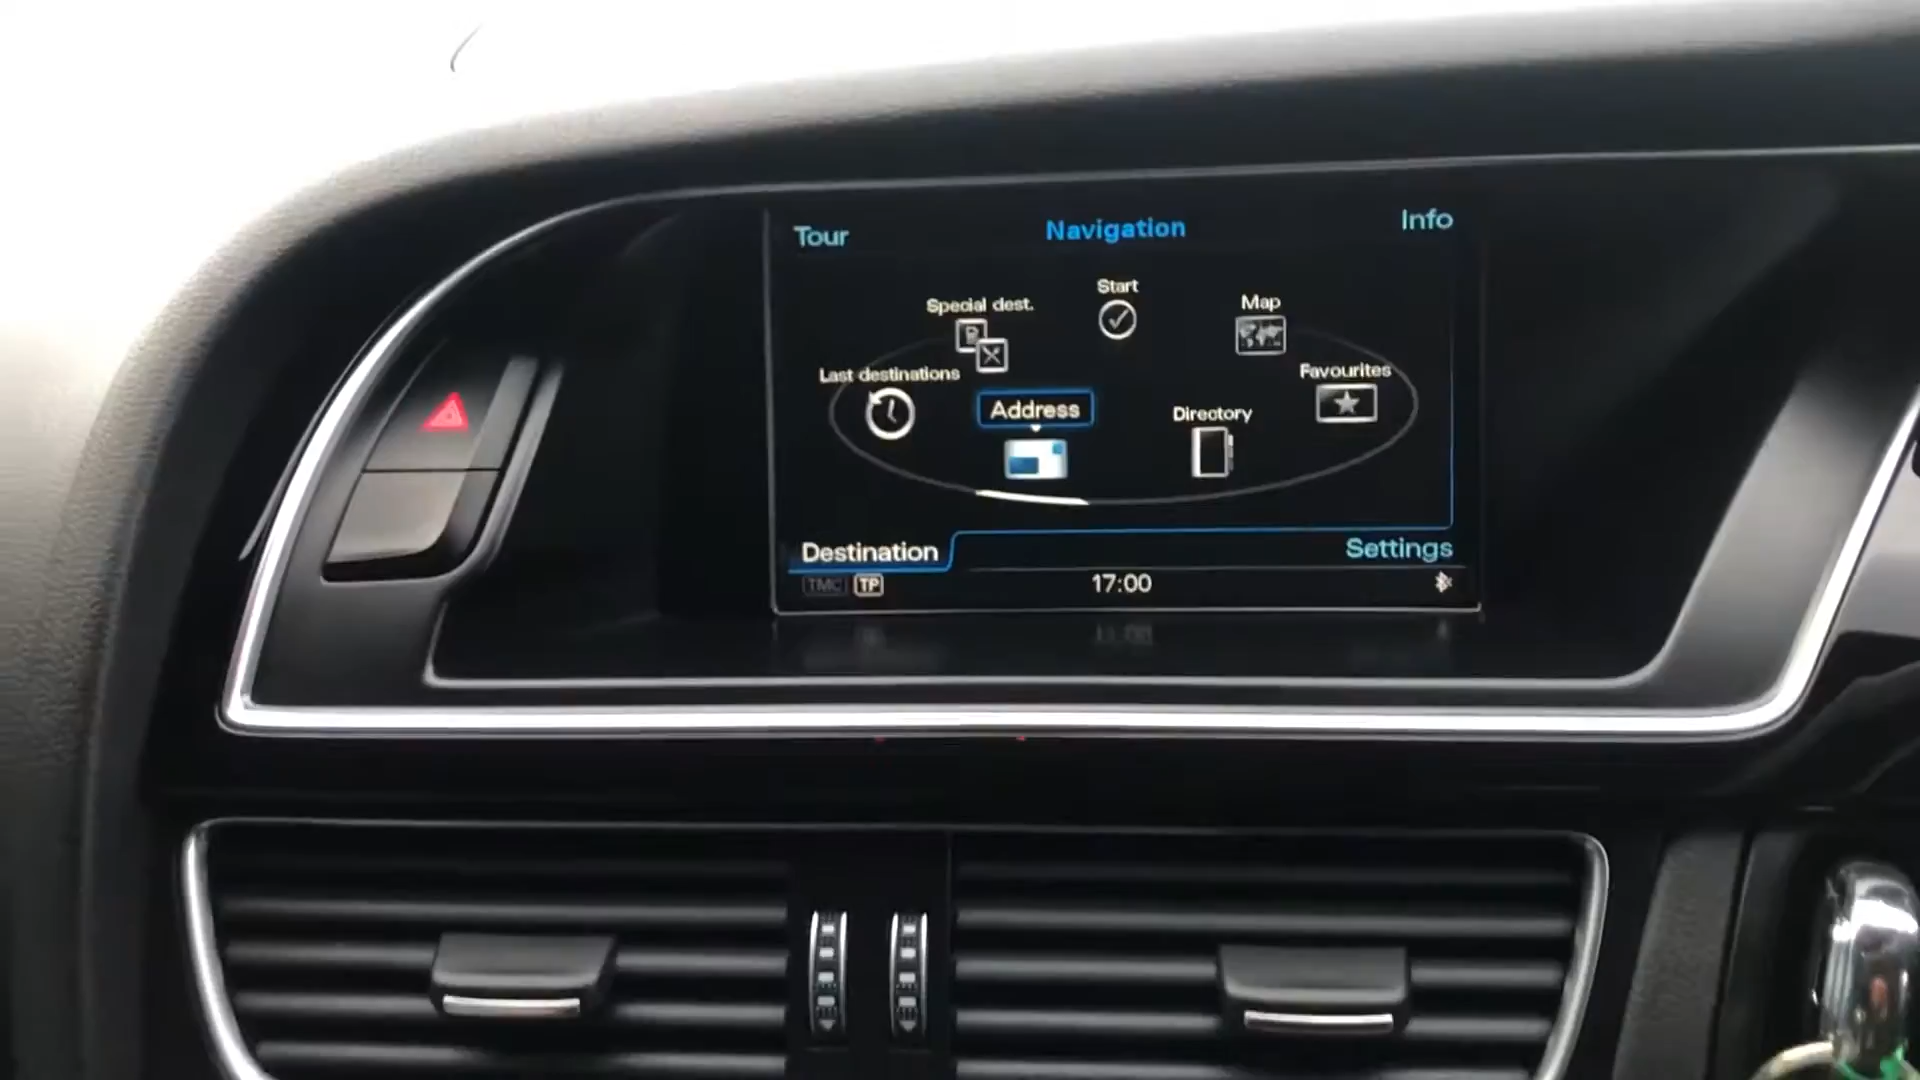 Tour
Navigation
Info
Start
Special dest.
Map
Last destinations
Favourites
Address
Directory
Destination
Settings
TMC TP
17:00